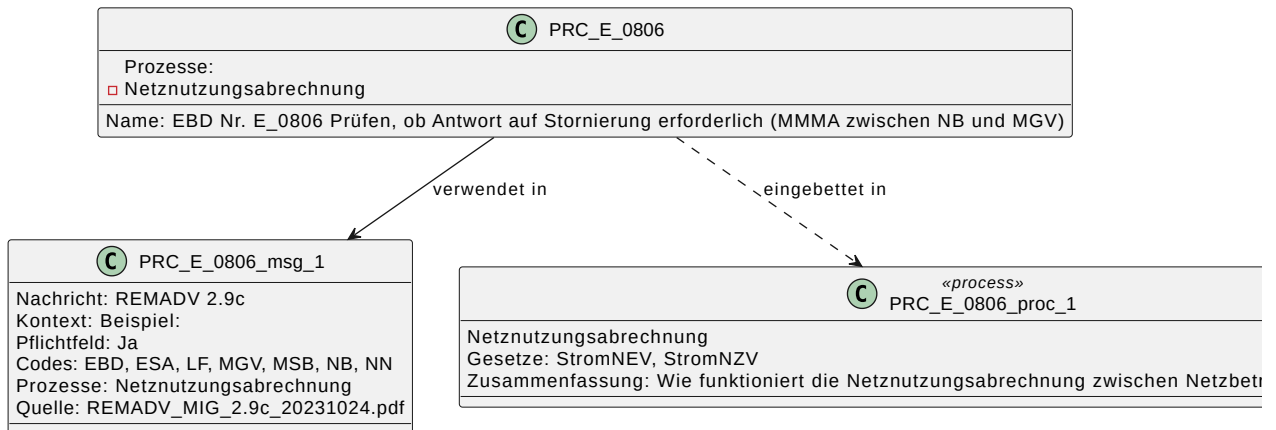 C PRC_E_0806
Prozesse:
Netznutzungsabrechnung
Name: EBD Nr. E_0806 Prüfen, ob Antwort auf Stornierung erforderlich (MMMA zwischen NB und MGV)
verwendet in
eingebettet in
C PRC_E_0806_msg_1
Nachricht: REMADV 2.9c
Kontext: Beispiel:
Pflichtfeld: Ja
Codes: EBD, ESA, LF, MGV, MSB, NB, NN
Prozesse: Netznutzungsabrechnung
Quelle: REMADV_MIG_2.9c_20231024.pdf
C «process»
PRC_E_0806_proc_1
Netznutzungsabrechnung
Gesetze: StromNEV, StromNZV
Zusammenfassung: Wie funktioniert die Netznutzungsabrechnung zwischen Netzbetr